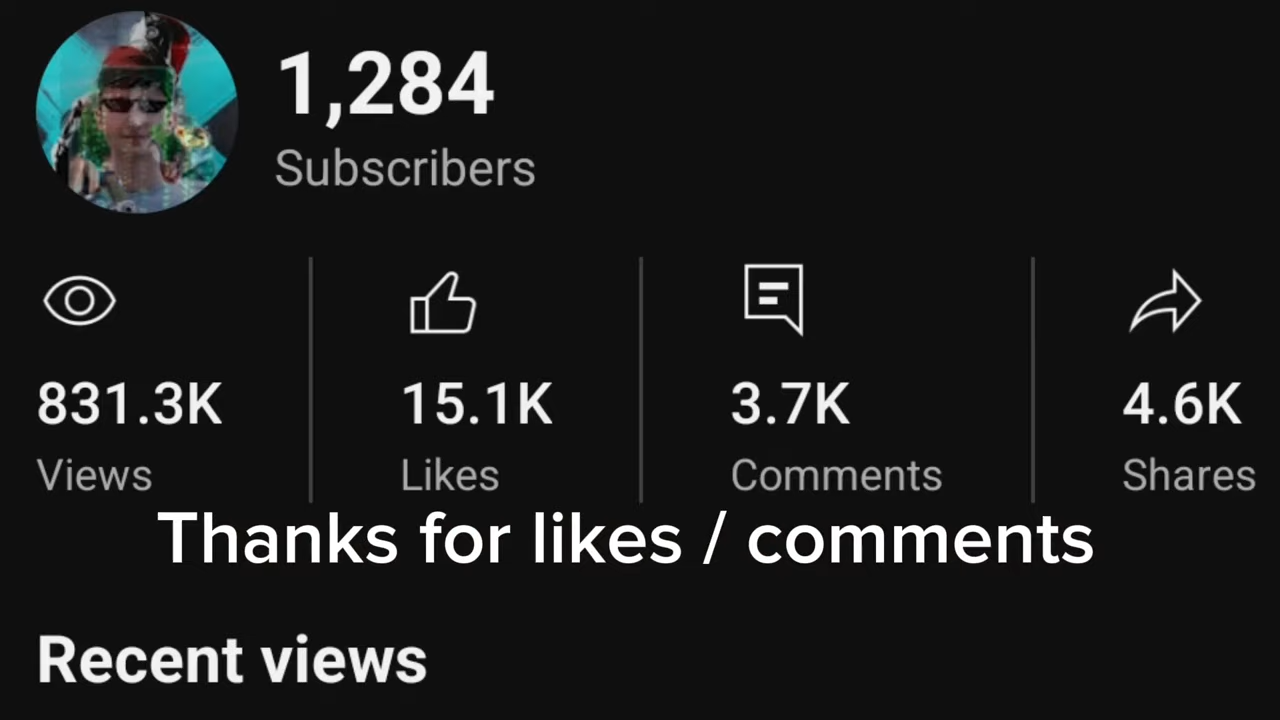 1,284
Subscribers
831.3K 15.1K 3.7K 4.6K
Views Likes Comments Shares
Thanks for likes / comments
Recent views